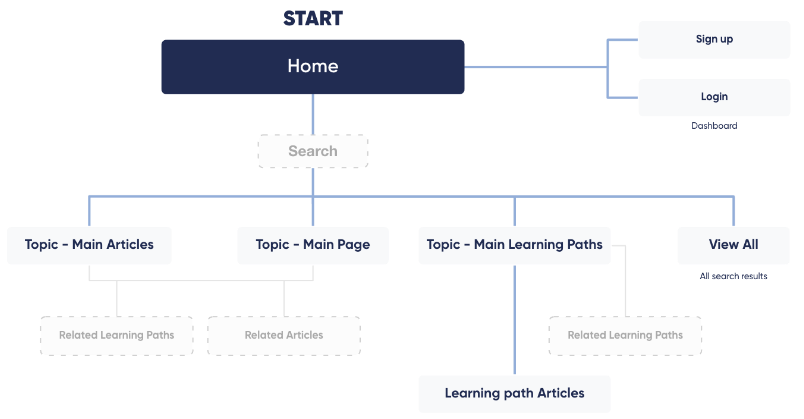 START
Home
Sign up
Login
Dashboard
Search
Topic - Main Articles
Topic - Main Page
Topic - Main Learning Paths
View All
All search results
Related Learning Paths
Related Articles
Related Learning Paths
Learning path Articles